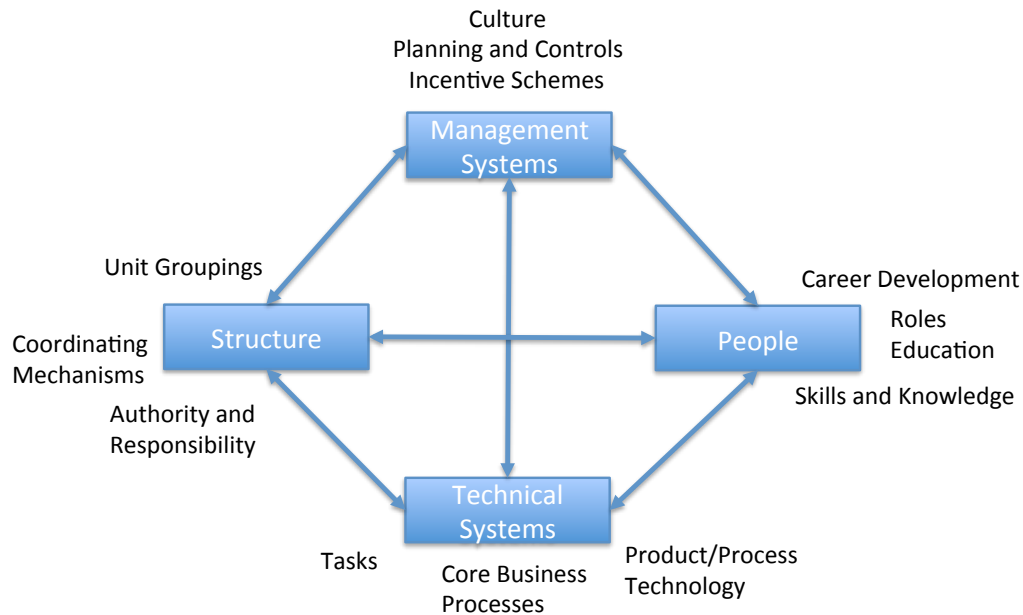 Culture
Planning and Controls
Incentive Schemes
Management
Systems
Unit Groupings
Career Development
Structure
People
Roles
Education
Coordinating
Mechanisms
Skills and Knowledge
Authority and
Responsibility
Technical
Systems
Tasks
Core Business
Processes
Product/Process
Technology